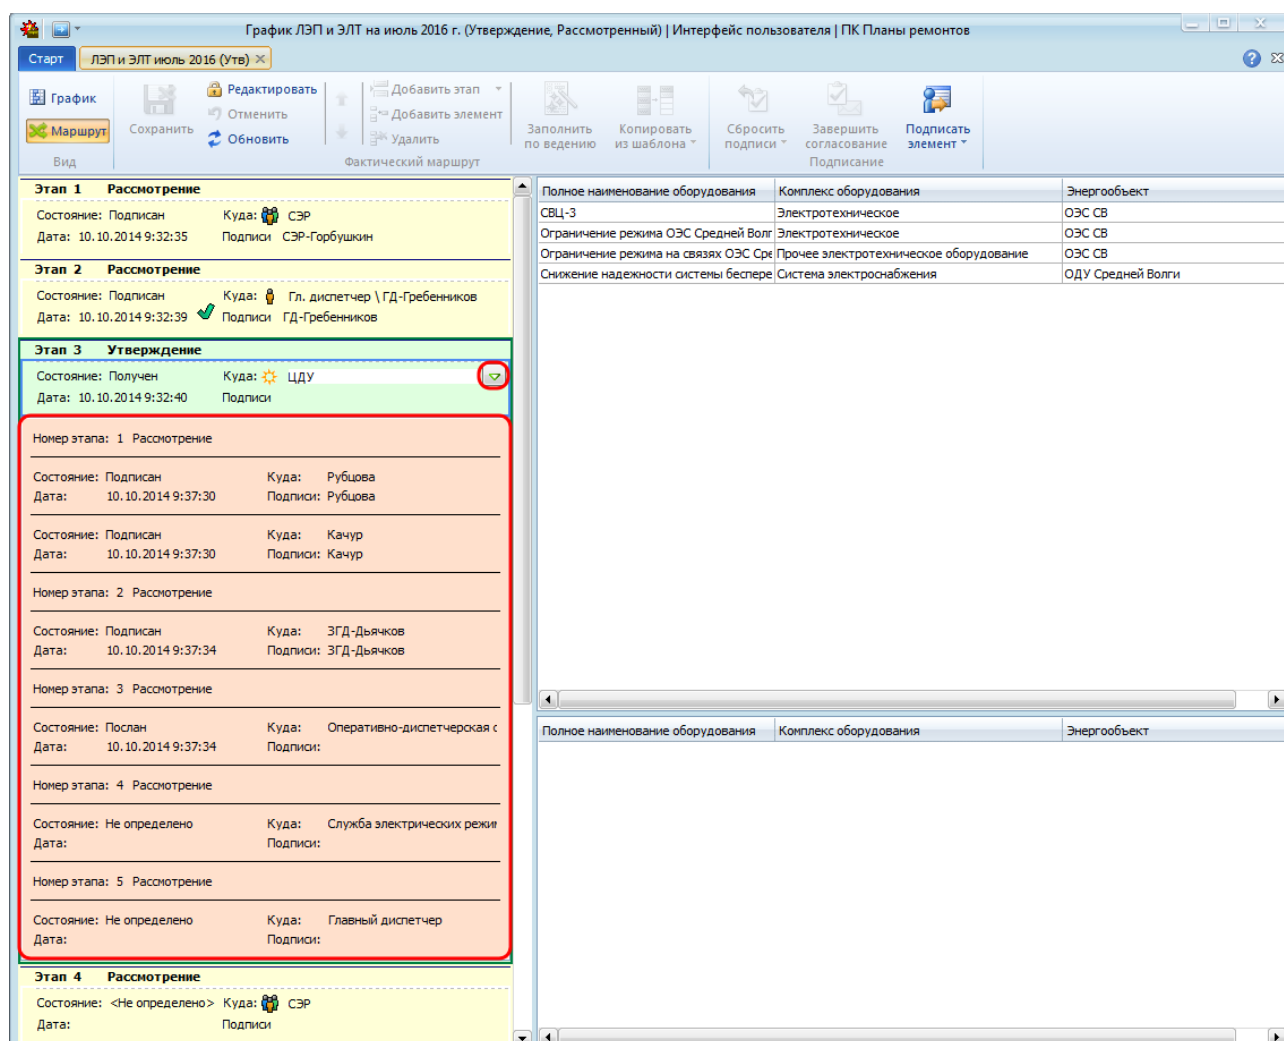 График ЛЭП и ЭЛТ на июль 2016 г. (Утверждение, Рассмотренный) | Интерфейс пользователя | ПК Планы ремонтов
Старт ЛЭП и ЭЛТ июль 2016 (Утв)
График
Маршрут
Вид
Сохранить
Редактировать
Отменить
Обновить
Добавить этап
Добавить элемент
Удалить
Фактический маршрут
Заполнить по ведению
Копировать из шаблона
Сбросить подписи
Завершить согласование
Подписать элемент
Подписание
Этап 1 Рассмотрение
Состояние: Подписан Куда: СЭР
Дата: 10.10.2014 9:32:35 Подписи СЭР-Горбушкин
Этап 2 Рассмотрение
Состояние: Подписан Куда: Гл. диспетчер \ ГД-Гребенников
Дата: 10.10.2014 9:32:39 Подписи ГД-Гребенников
Этап 3 Утверждение
Состояние: Получен Куда: ЦДУ
Дата: 10.10.2014 9:32:40 Подписи
Номер этапа: 1 Рассмотрение
Состояние: Подписан Куда: Рубцова
Дата: 10.10.2014 9:37:30 Подписи: Рубцова
Состояние: Подписан Куда: Качур
Дата: 10.10.2014 9:37:30 Подписи: Качур
Номер этапа: 2 Рассмотрение
Состояние: Подписан Куда: ЗГД-Дьячков
Дата: 10.10.2014 9:37:34 Подписи: ЗГД-Дьячков
Номер этапа: 3 Рассмотрение
Состояние: Послан Куда: Оперативно-диспетчерская с
Дата: 10.10.2014 9:37:34 Подписи:
Номер этапа: 4 Рассмотрение
Состояние: Не определено Куда: Служба электрических режи
Дата: Подписи:
Номер этапа: 5 Рассмотрение
Состояние: Не определено Куда: Главный диспетчер
Дата: Подписи:
Этап 4 Рассмотрение
Состояние: <Не определено> Куда: СЭР
Дата: Подписи
Полное наименование оборудования Комплекс оборудования Энергообъект
СВЦ-3 Электротехническое ОЭС СВ
Ограничение режима ОЭС Средней Волг Электротехническое ОЭС СВ
Ограничение режима на связях ОЭС Сре Прочее электротехническое оборудование ОЭС СВ
Снижение надежности системы беспере Система электроснабжения ОДУ Средней Волги
Полное наименование оборудования Комплекс оборудования Энергообъект